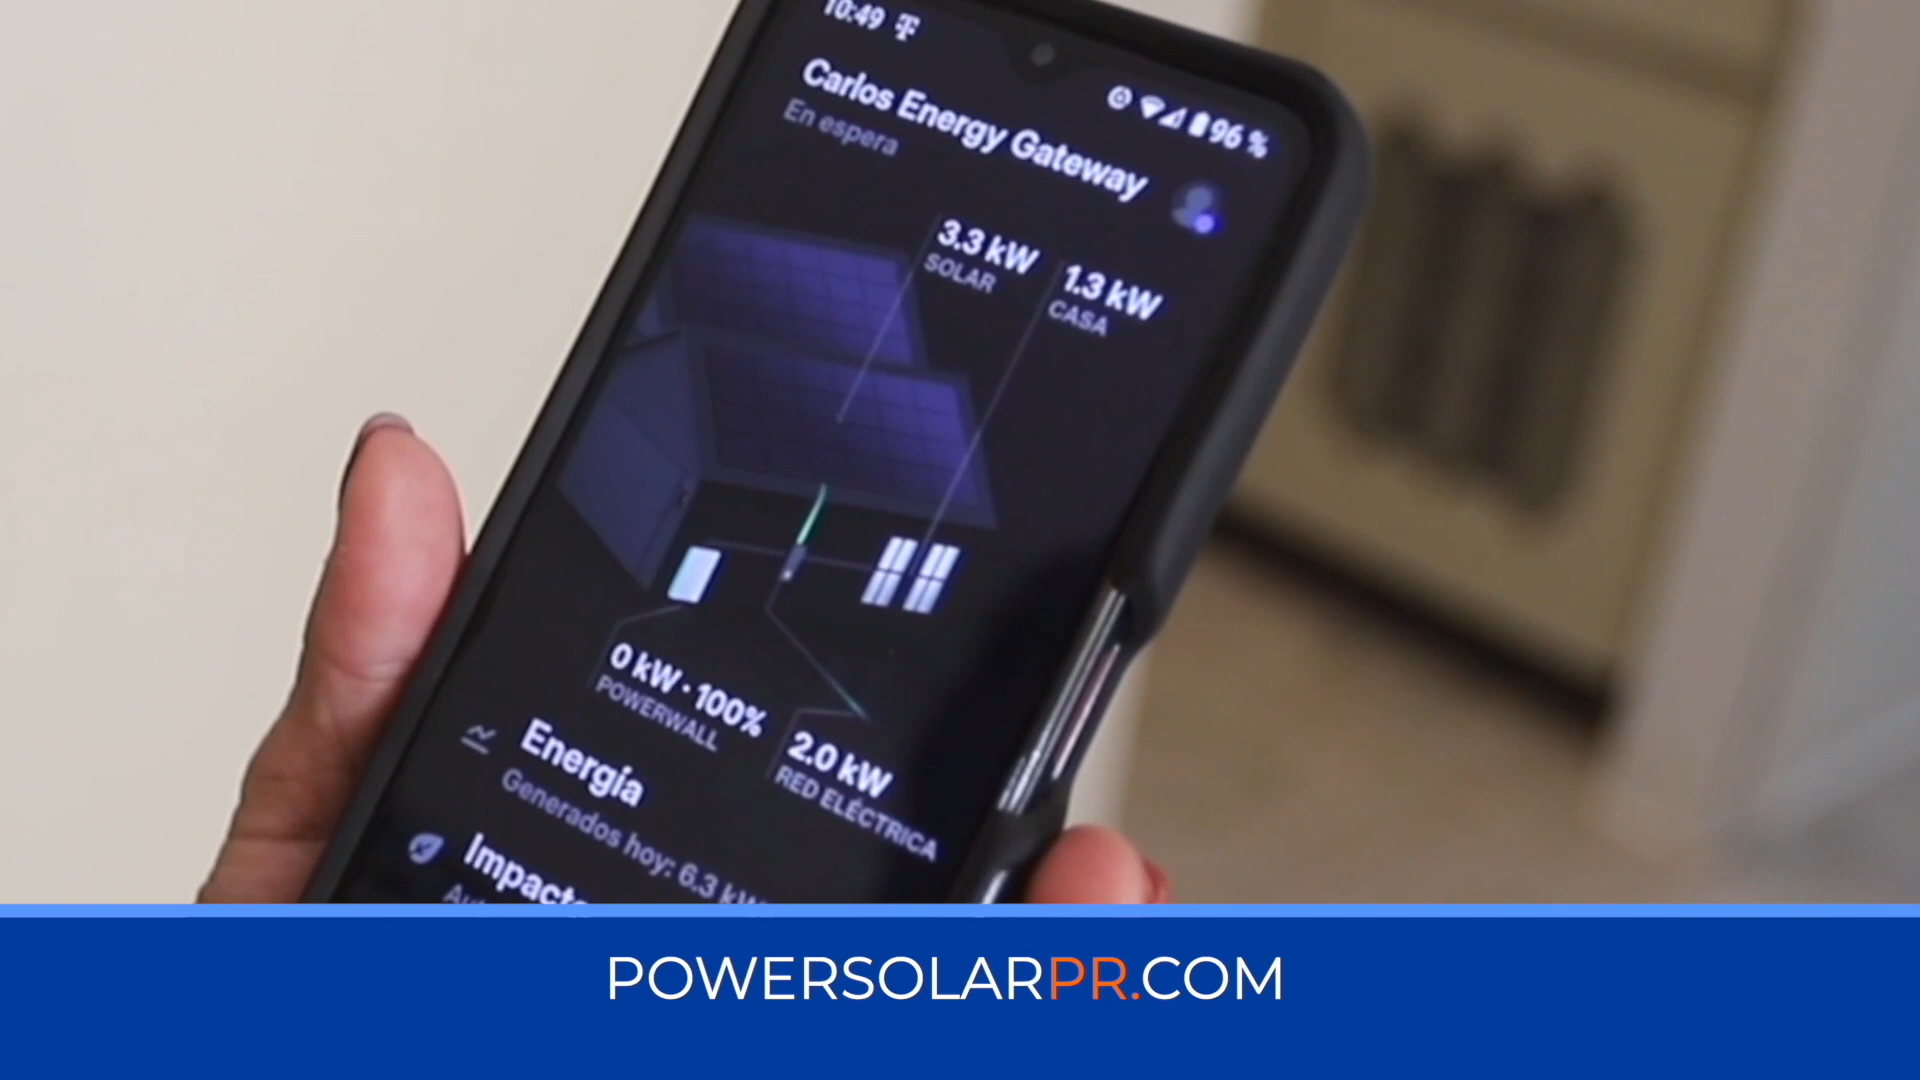 10:49
96 %
Carlos Energy Gateway
En espera
3.3 kW
SOLAR
1.3 kW
CASA
0 kW · 100%
POWERWALL
2.0 kW
RED ELÉCTRICA
Energía
Generados hoy: 6.3
POWERSOLARPR.COM